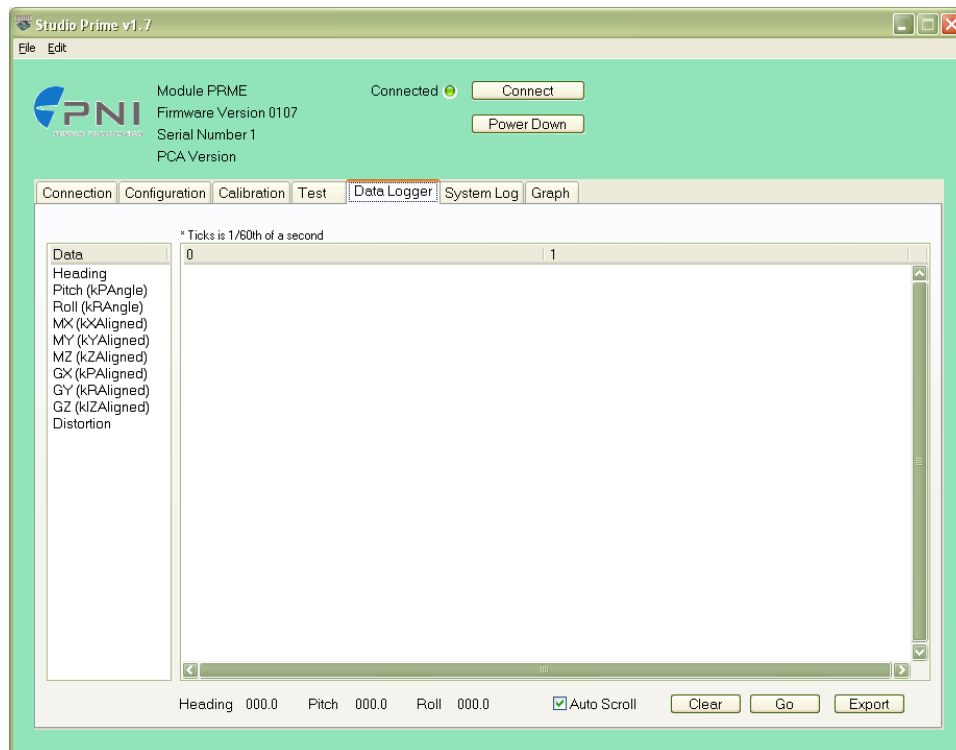 Studio Prime v1.7
File Edit
PNI
Module PRME
Firmware Version 0107
Serial Number 1
PCA Version
Connected
Connect
Power Down
Connection Configuration Calibration Test Data Logger System Log Graph
* Ticks is 1/60th of a second
Data 0 1
Heading
Pitch (kPAngle)
Roll (kRAngle)
MX (kXAligned)
MY (kYAligned)
MZ (kZAligned)
GX (kPAligned)
GY (kRAligned)
GZ (kIZAligned)
Distortion
Heading 000.0 Pitch 000.0 Roll 000.0 Auto Scroll Clear Go Export